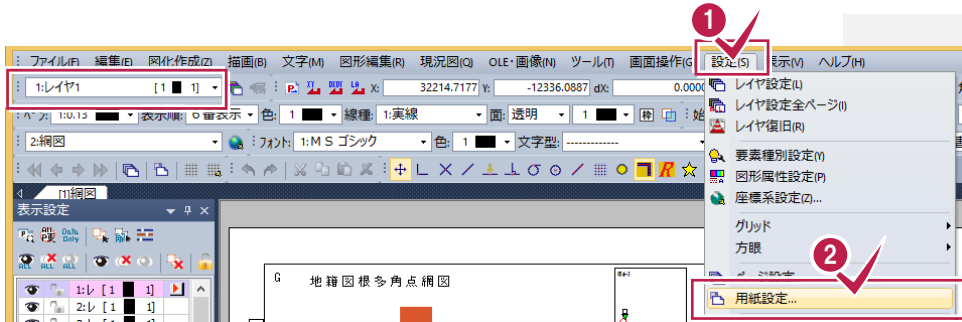 1
ファイル(F) 編集(E) 図化作成(Z) 描画(B) 文字(M) 図形編集(R) 現況図(Q) OLE・画像(N) ツール(T) 画面操作(G 設定(S) 表示(V) ヘルプ(H)
1:レイヤ1 [1 1] X: 32214.7177 Y: -12336.0887 dX: 0.0000
レイヤ設定(L)
レイヤ設定全ページ(I)
1:0.13 表示順: 6 番表示 色: 1 線種: 1:実線 面: 透明 1
レイヤ復旧(R)
2:網図 フォント: 1:ＭＳ ゴシック 色: 1 文字型: -------------
要素種別設定(Y)
図形属性設定(P)
座標系設定(Z)...
[1]網図
表示設定
グリッド
方眼
2
ALL ALL ALL
G 地籍図根多角点網図
用紙設定...
1:レ [1 1]
2:レ [1 1]